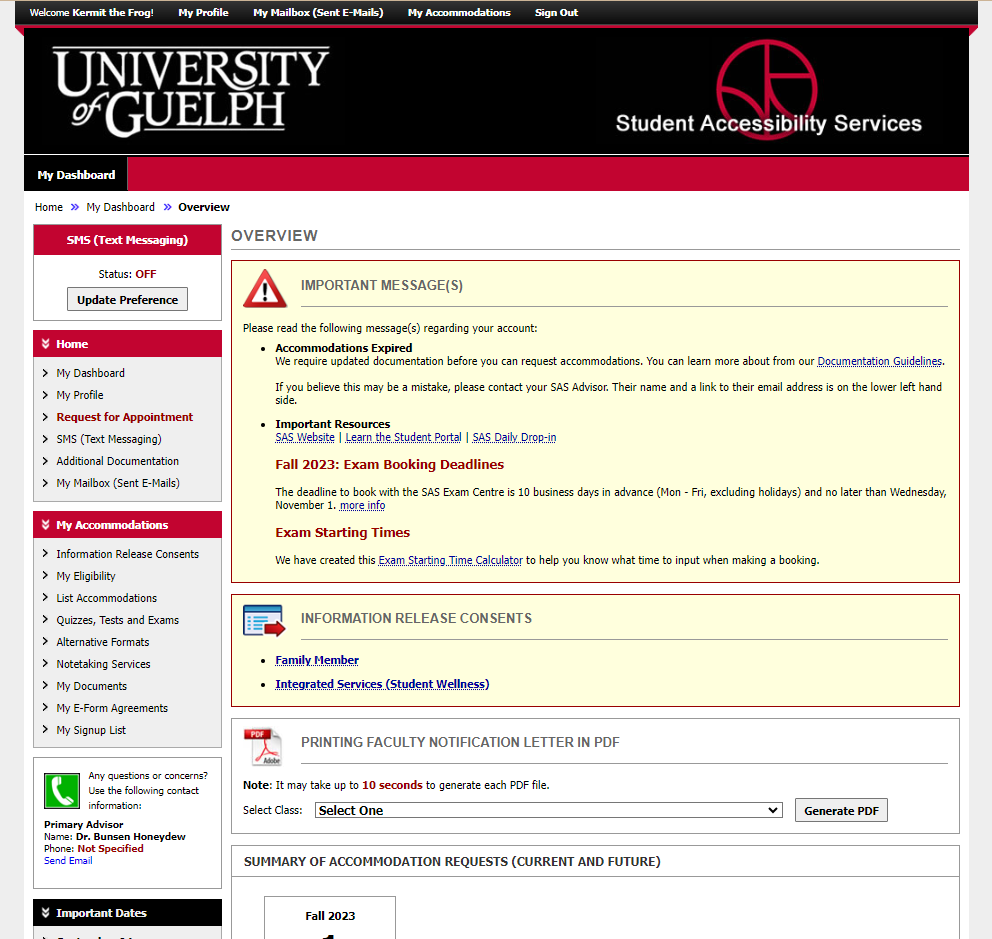 Welcome Kermit the Frog! My Profile My Mailbox (Sent E-Mails) My Accommodations Sign Out
UNIVERSITY
of GUELPH
Student Accessibility Services
My Dashboard
Home » My Dashboard » Overview
SMS (Text Messaging)
Status: OFF
Update Preference
Home
My Dashboard
My Profile
Request for Appointment
SMS (Text Messaging)
Additional Documentation
My Mailbox (Sent E-Mails)
My Accommodations
Information Release Consents
My Eligibility
List Accommodations
Quizzes, Tests and Exams
Alternative Formats
Notetaking Services
My Documents
My E-Form Agreements
My Signup List
Any questions or concerns?
Use the following contact
information:
Primary Advisor
Name: Dr. Bunsen Honeydew
Phone: Not Specified
Send Email
Important Dates
OVERVIEW
IMPORTANT MESSAGE(S)
Please read the following message(s) regarding your account:
• Accommodations Expired
We require updated documentation before you can request accommodations. You can learn more about from our Documentation Guidelines.
If you believe this may be a mistake, please contact your SAS Advisor. Their name and a link to their email address is on the lower left hand
side.
• Important Resources
SAS Website | Learn the Student Portal | SAS Daily Drop-in
Fall 2023: Exam Booking Deadlines
The deadline to book with the SAS Exam Centre is 10 business days in advance (Mon - Fri, excluding holidays) and no later than Wednesday,
November 1. more info
Exam Starting Times
We have created this Exam Starting Time Calculator to help you know what time to input when making a booking.
INFORMATION RELEASE CONSENTS
• Family Member
• Integrated Services (Student Wellness)
PDF
Adobe
PRINTING FACULTY NOTIFICATION LETTER IN PDF
Note: It may take up to 10 seconds to generate each PDF file.
Select Class: Select One Generate PDF
SUMMARY OF ACCOMMODATION REQUESTS (CURRENT AND FUTURE)
Fall 2023